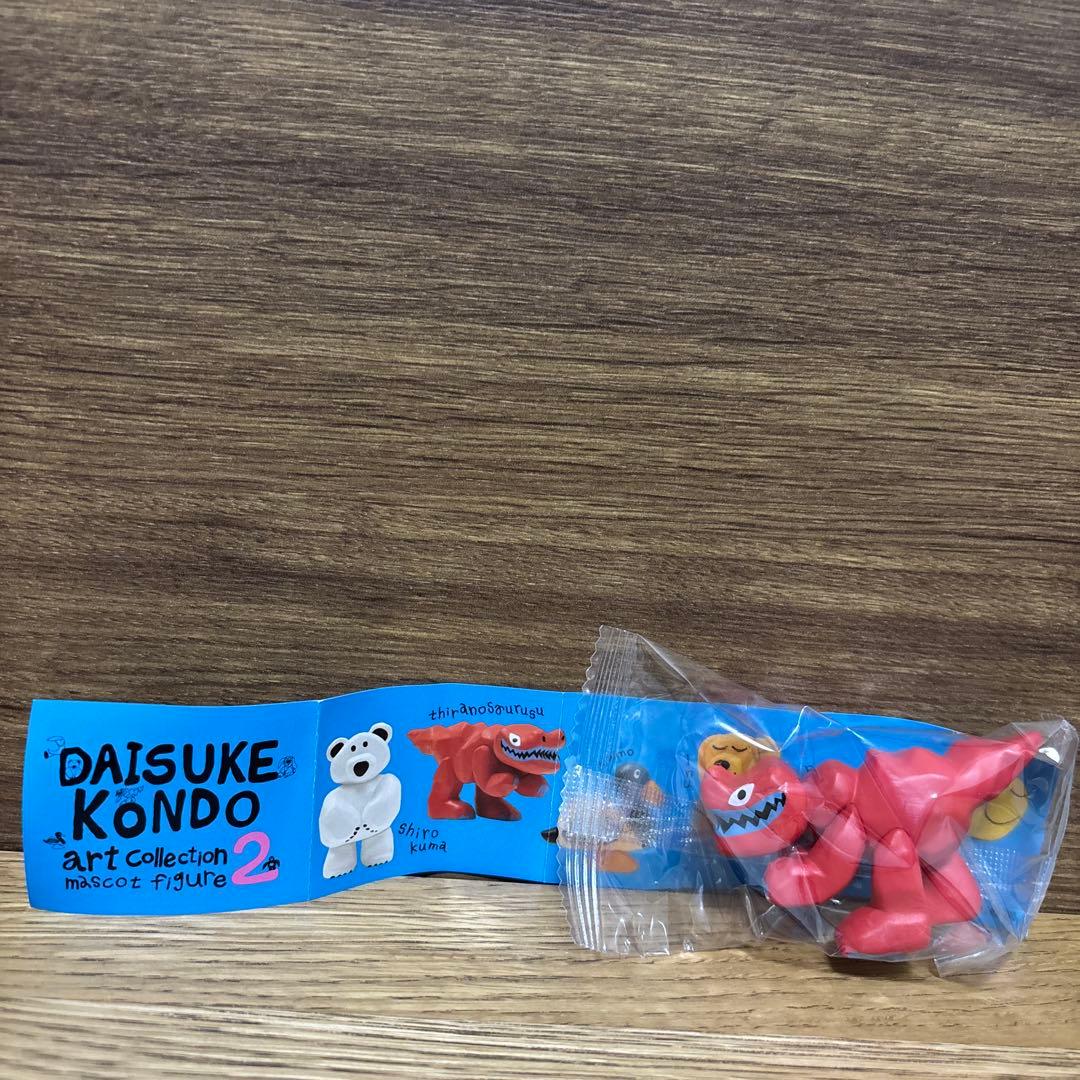 DAISUKE
KONDO
art collection 2
mascot figure
thiranosaurusu
shiro
kuma